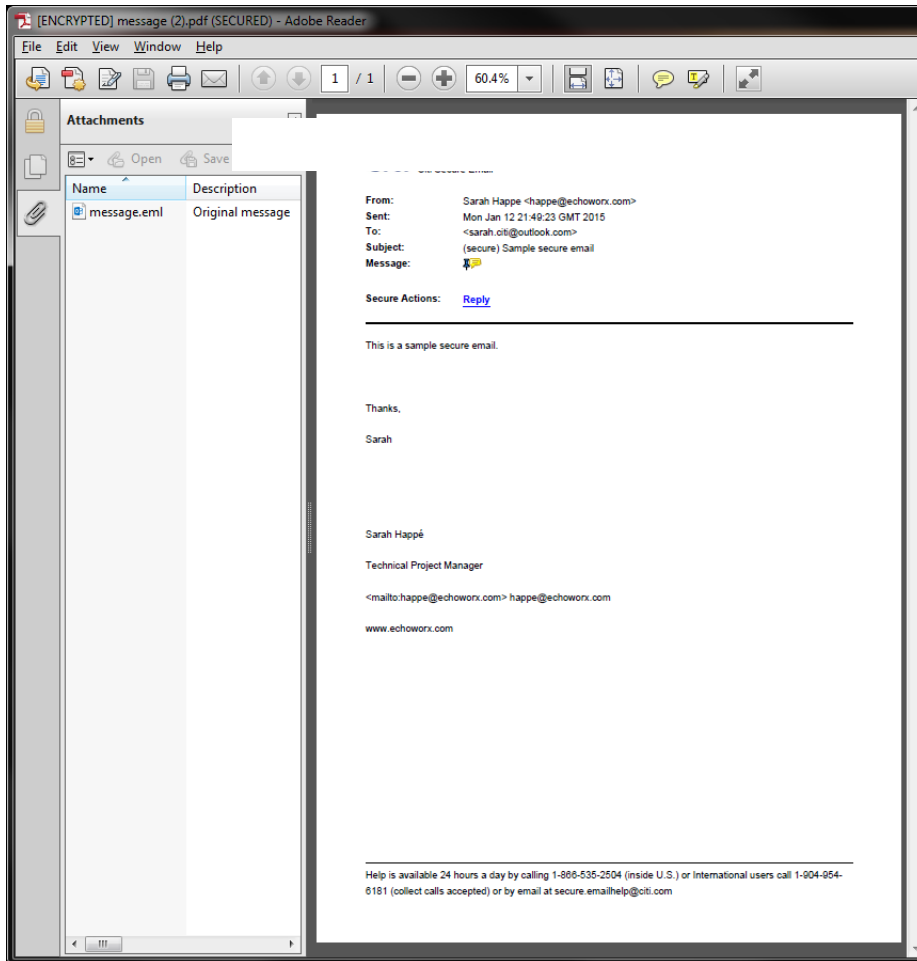 [ENCRYPTED] message (2).pdf (SECURED) - Adobe Reader
File Edit View Window Help
1 / 1 60.4%
Attachments
Open Save
Name Description
message.eml Original message
Secure Email
From: Sarah Happe <happe@echoworx.com>
Sent: Mon Jan 12 21:49:23 GMT 2015
To: <sarah.citi@outlook.com>
Subject: (secure) Sample secure email
Message:
Secure Actions: Reply
This is a sample secure email.
Thanks,
Sarah
Sarah Happé
Technical Project Manager
<mailto:happe@echoworx.com> happe@echoworx.com
www.echoworx.com
Help is available 24 hours a day by calling 1-866-535-2504 (inside U.S.) or International users call 1-904-954-
6181 (collect calls accepted) or by email at secure.emailhelp@citi.com